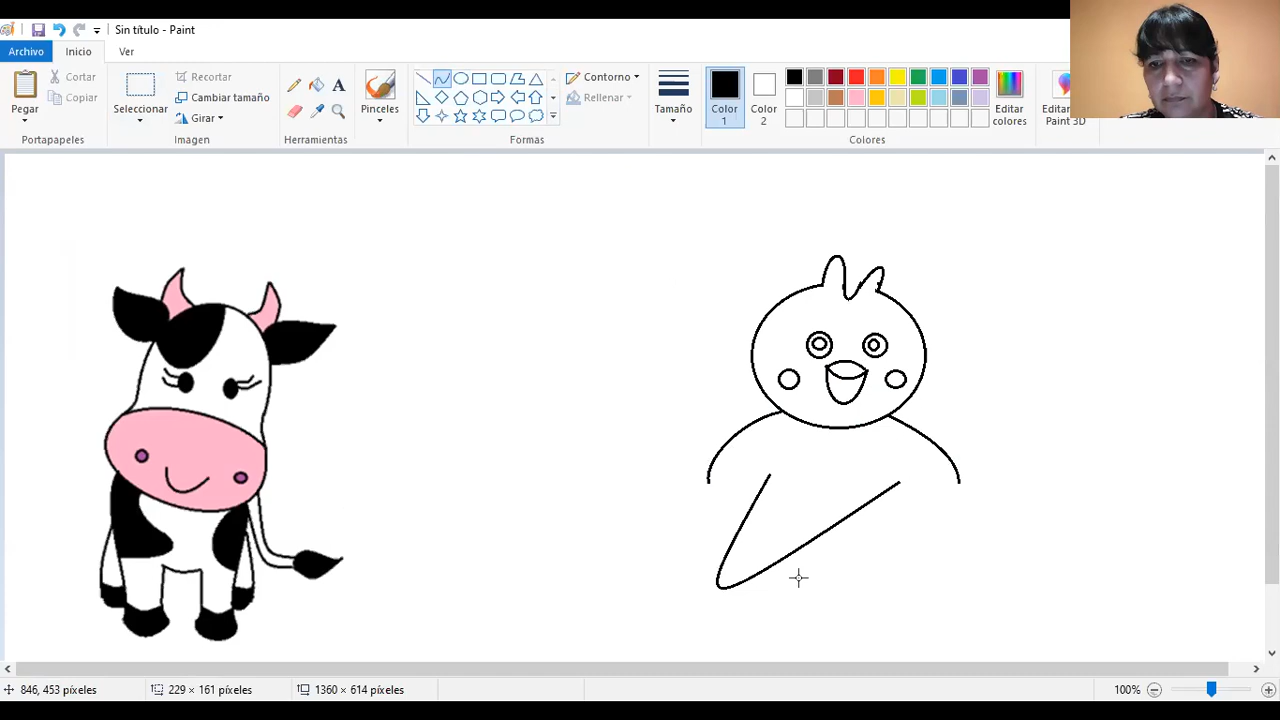 Sin título - Paint
Archivo Inicio Ver
Pegar
Cortar
Copiar
Portapapeles
Seleccionar
Recortar
Cambiar tamaño
Girar
Imagen
A
Herramientas
Pinceles
Contorno
Rellenar
Formas
Tamaño
Color 1
Color 2
Editar colores
Colores
Editar
Paint 3D
846, 453 píxeles 229 × 161 píxeles 1360 × 614 píxeles 100%